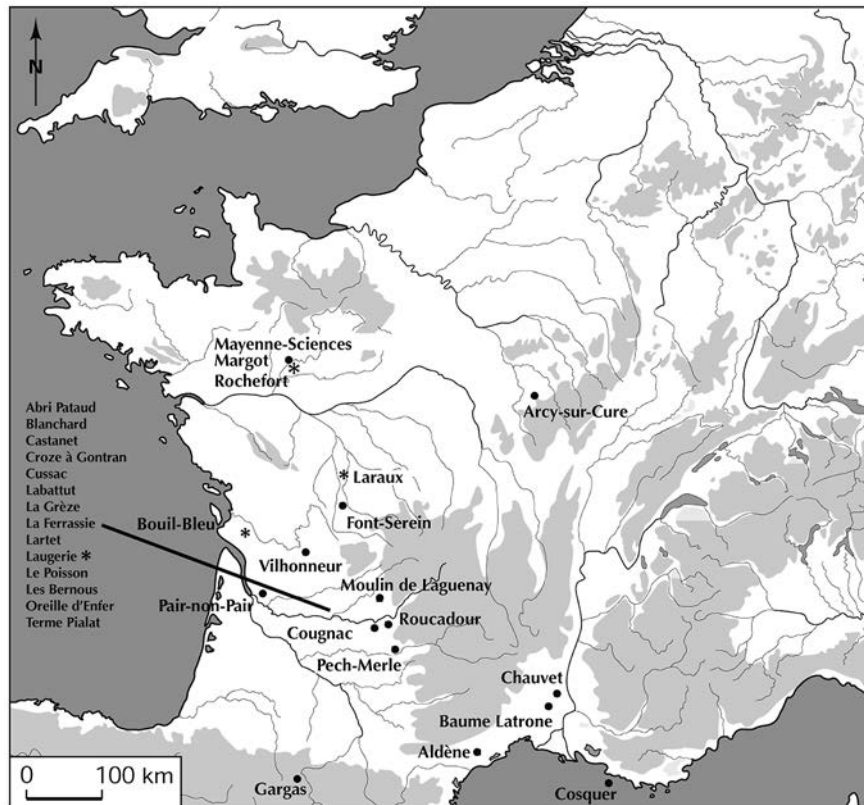 N
Mayenne-Sciences
Margot
Rochefort *
Arcy-sur-Cure
Abri Pataud
Blanchard
Castanet
Croze à Gontran
Cussac
Labattut
La Grèze
La Ferrassie
Lartet
Laugerie *
Le Poisson
Les Bernous
Oreille d'Enfer
Terme Pialat
* Laraux
Font-Serein
Bouil-Bleu *
Vilhonneur
Moulin de Laguenay
Pair-non-Pair
Roucadour
Cougnac
Pech-Merle
Chauvet
Baume Latrone
Aldène
Gargas
Cosquer
0 100 km